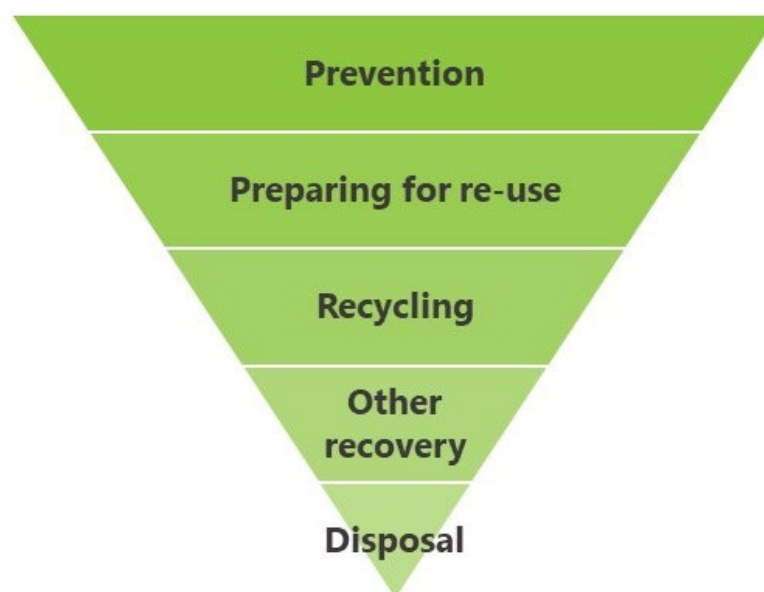 Prevention
Preparing for re-use
Recycling
Other
recovery
Disposal